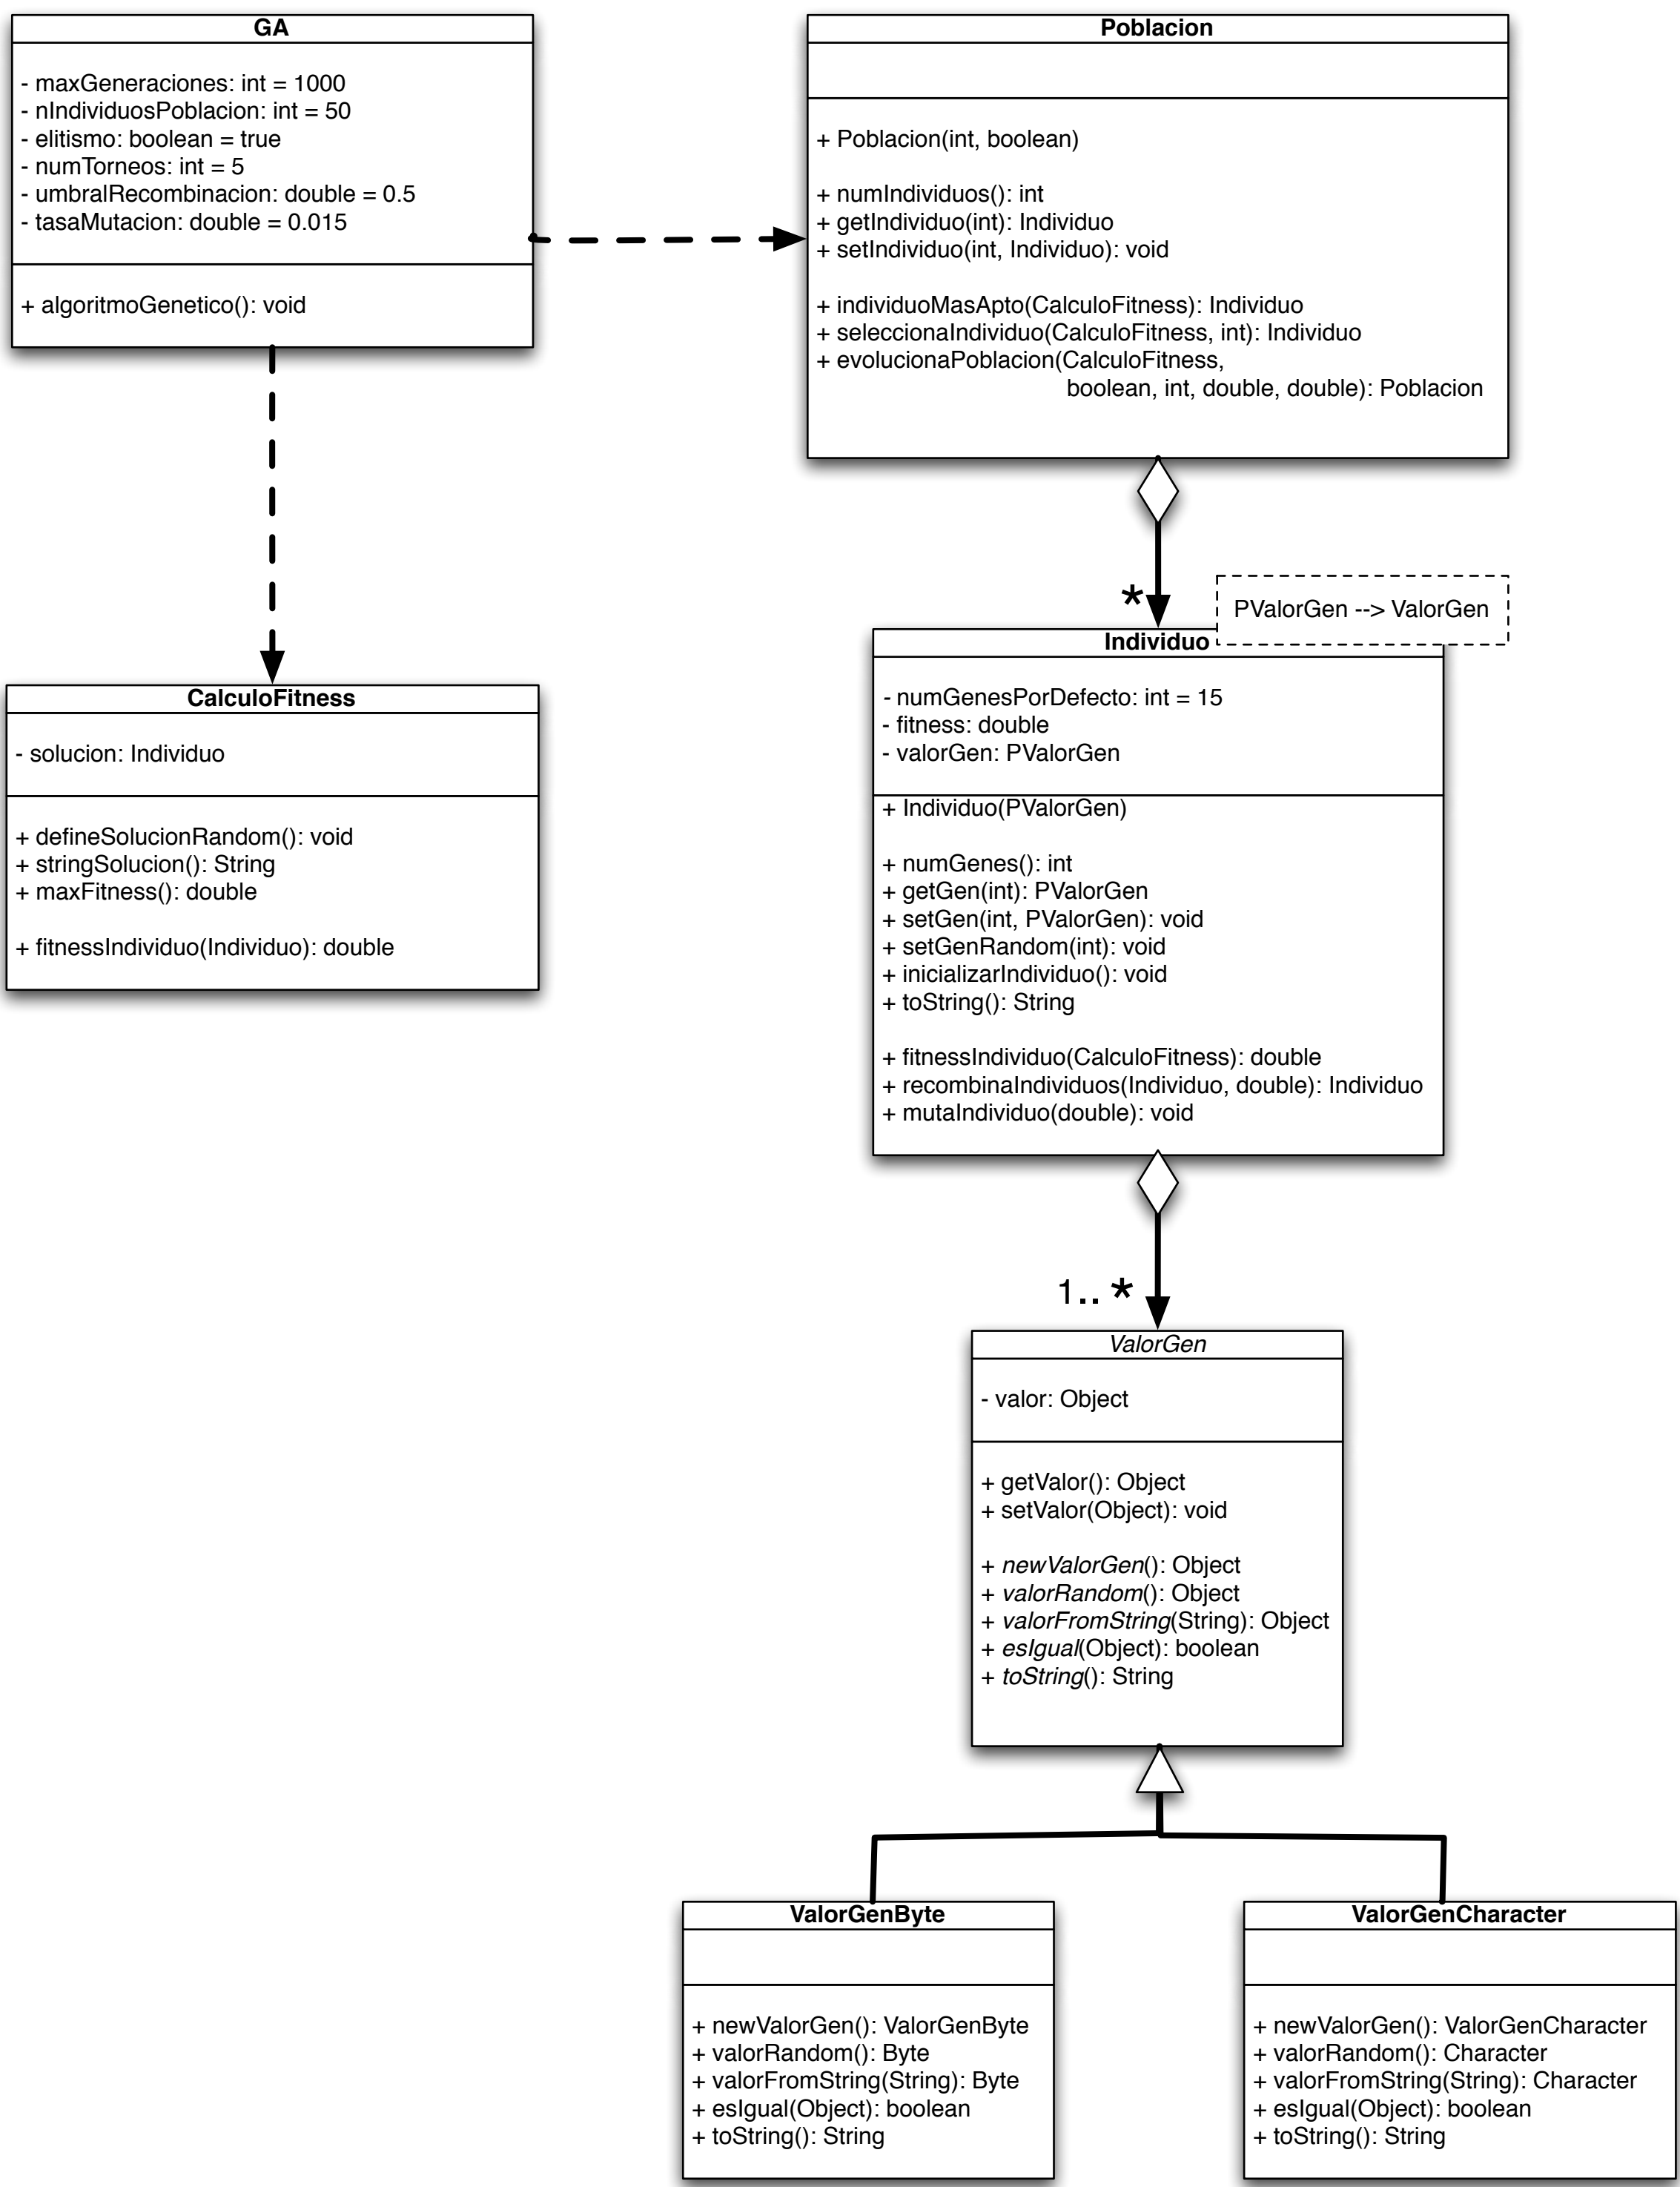 GA
- maxGeneraciones: int = 1000
- nIndividuosPoblacion: int = 50
- elitismo: boolean = true
- numTorneos: int = 5
- umbralRecombinacion: double = 0.5
- tasaMutacion: double = 0.015
+ algoritmoGenetico(): void
Poblacion
+ Poblacion(int, boolean)
+ numIndividuos(): int
+ getIndividuo(int): Individuo
+ setIndividuo(int, Individuo): void
+ individuoMasApto(CalculoFitness): Individuo
+ seleccionaIndividuo(CalculoFitness, int): Individuo
+ evolucionaPoblacion(CalculoFitness,
boolean, int, double, double): Poblacion
*
PValorGen --> ValorGen
CalculoFitness
- solucion: Individuo
+ defineSolucionRandom(): void
+ stringSolucion(): String
+ maxFitness(): double
+ fitnessIndividuo(Individuo): double
Individuo
- numGenesPorDefecto: int = 15
- fitness: double
- valorGen: PValorGen
+ Individuo(PValorGen)
+ numGenes(): int
+ getGen(int): PValorGen
+ setGen(int, PValorGen): void
+ setGenRandom(int): void
+ inicializarIndividuo(): void
+ toString(): String
+ fitnessIndividuo(CalculoFitness): double
+ recombinaIndividuos(Individuo, double): Individuo
+ mutaIndividuo(double): void
1.. *
ValorGen
- valor: Object
+ getValor(): Object
+ setValor(Object): void
+ newValorGen(): Object
+ valorRandom(): Object
+ valorFromString(String): Object
+ esIgual(Object): boolean
+ toString(): String
ValorGenByte
+ newValorGen(): ValorGenByte
+ valorRandom(): Byte
+ valorFromString(String): Byte
+ esIgual(Object): boolean
+ toString(): String
ValorGenCharacter
+ newValorGen(): ValorGenCharacter
+ valorRandom(): Character
+ valorFromString(String): Character
+ esIgual(Object): boolean
+ toString(): String